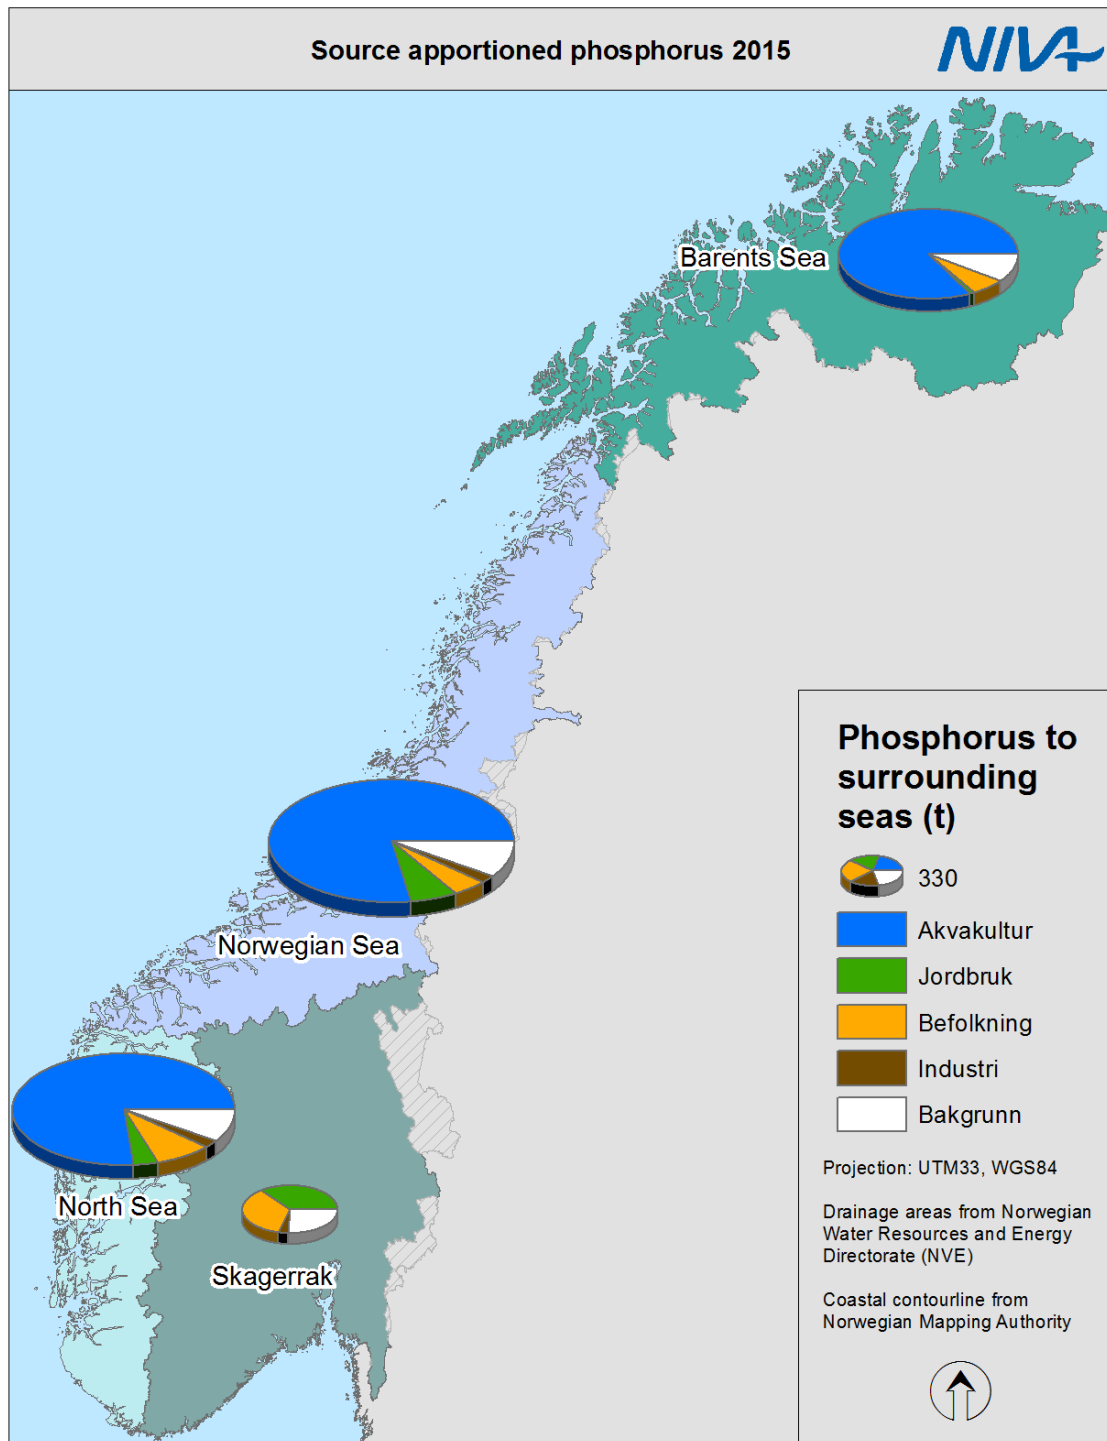 Source apportioned phosphorus 2015
NIVA
Barents Sea
Norwegian Sea
North Sea
Skagerrak
Phosphorus to
surrounding
seas (t)
330
Akvakultur
Jordbruk
Befolkning
Industri
Bakgrunn
Projection: UTM33, WGS84
Drainage areas from Norwegian
Water Resources and Energy
Directorate (NVE)
Coastal contourline from
Norwegian Mapping Authority